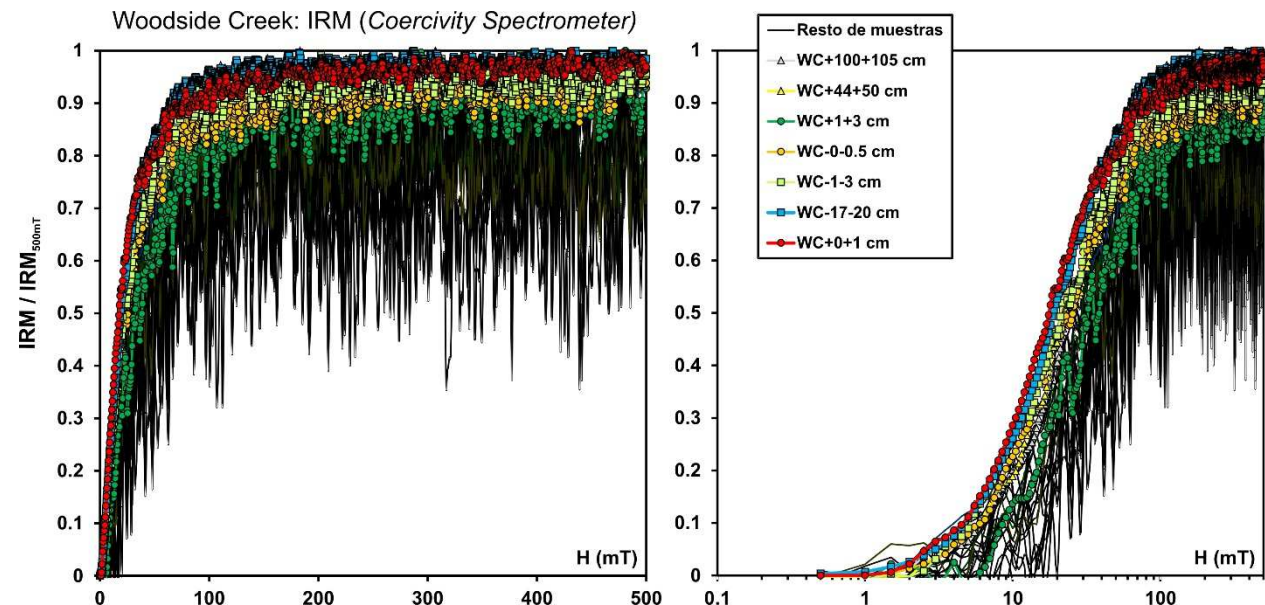 Woodside Creek: IRM (Coercivity Spectrometer)
IRM / IRM500mT
1
0.9
0.8
0.7
0.6
0.5
0.4
0.3
0.2
0.1
0
0
100
200
300
400
500
H (mT)
Resto de muestras
WC+100+105 cm
WC+44+50 cm
WC+1+3 cm
WC-0-0.5 cm
WC-1-3 cm
WC-17-20 cm
WC+0+1 cm
1
0.9
0.8
0.7
0.6
0.5
0.4
0.3
0.2
0.1
0
0.1
1
10
100
H (mT)